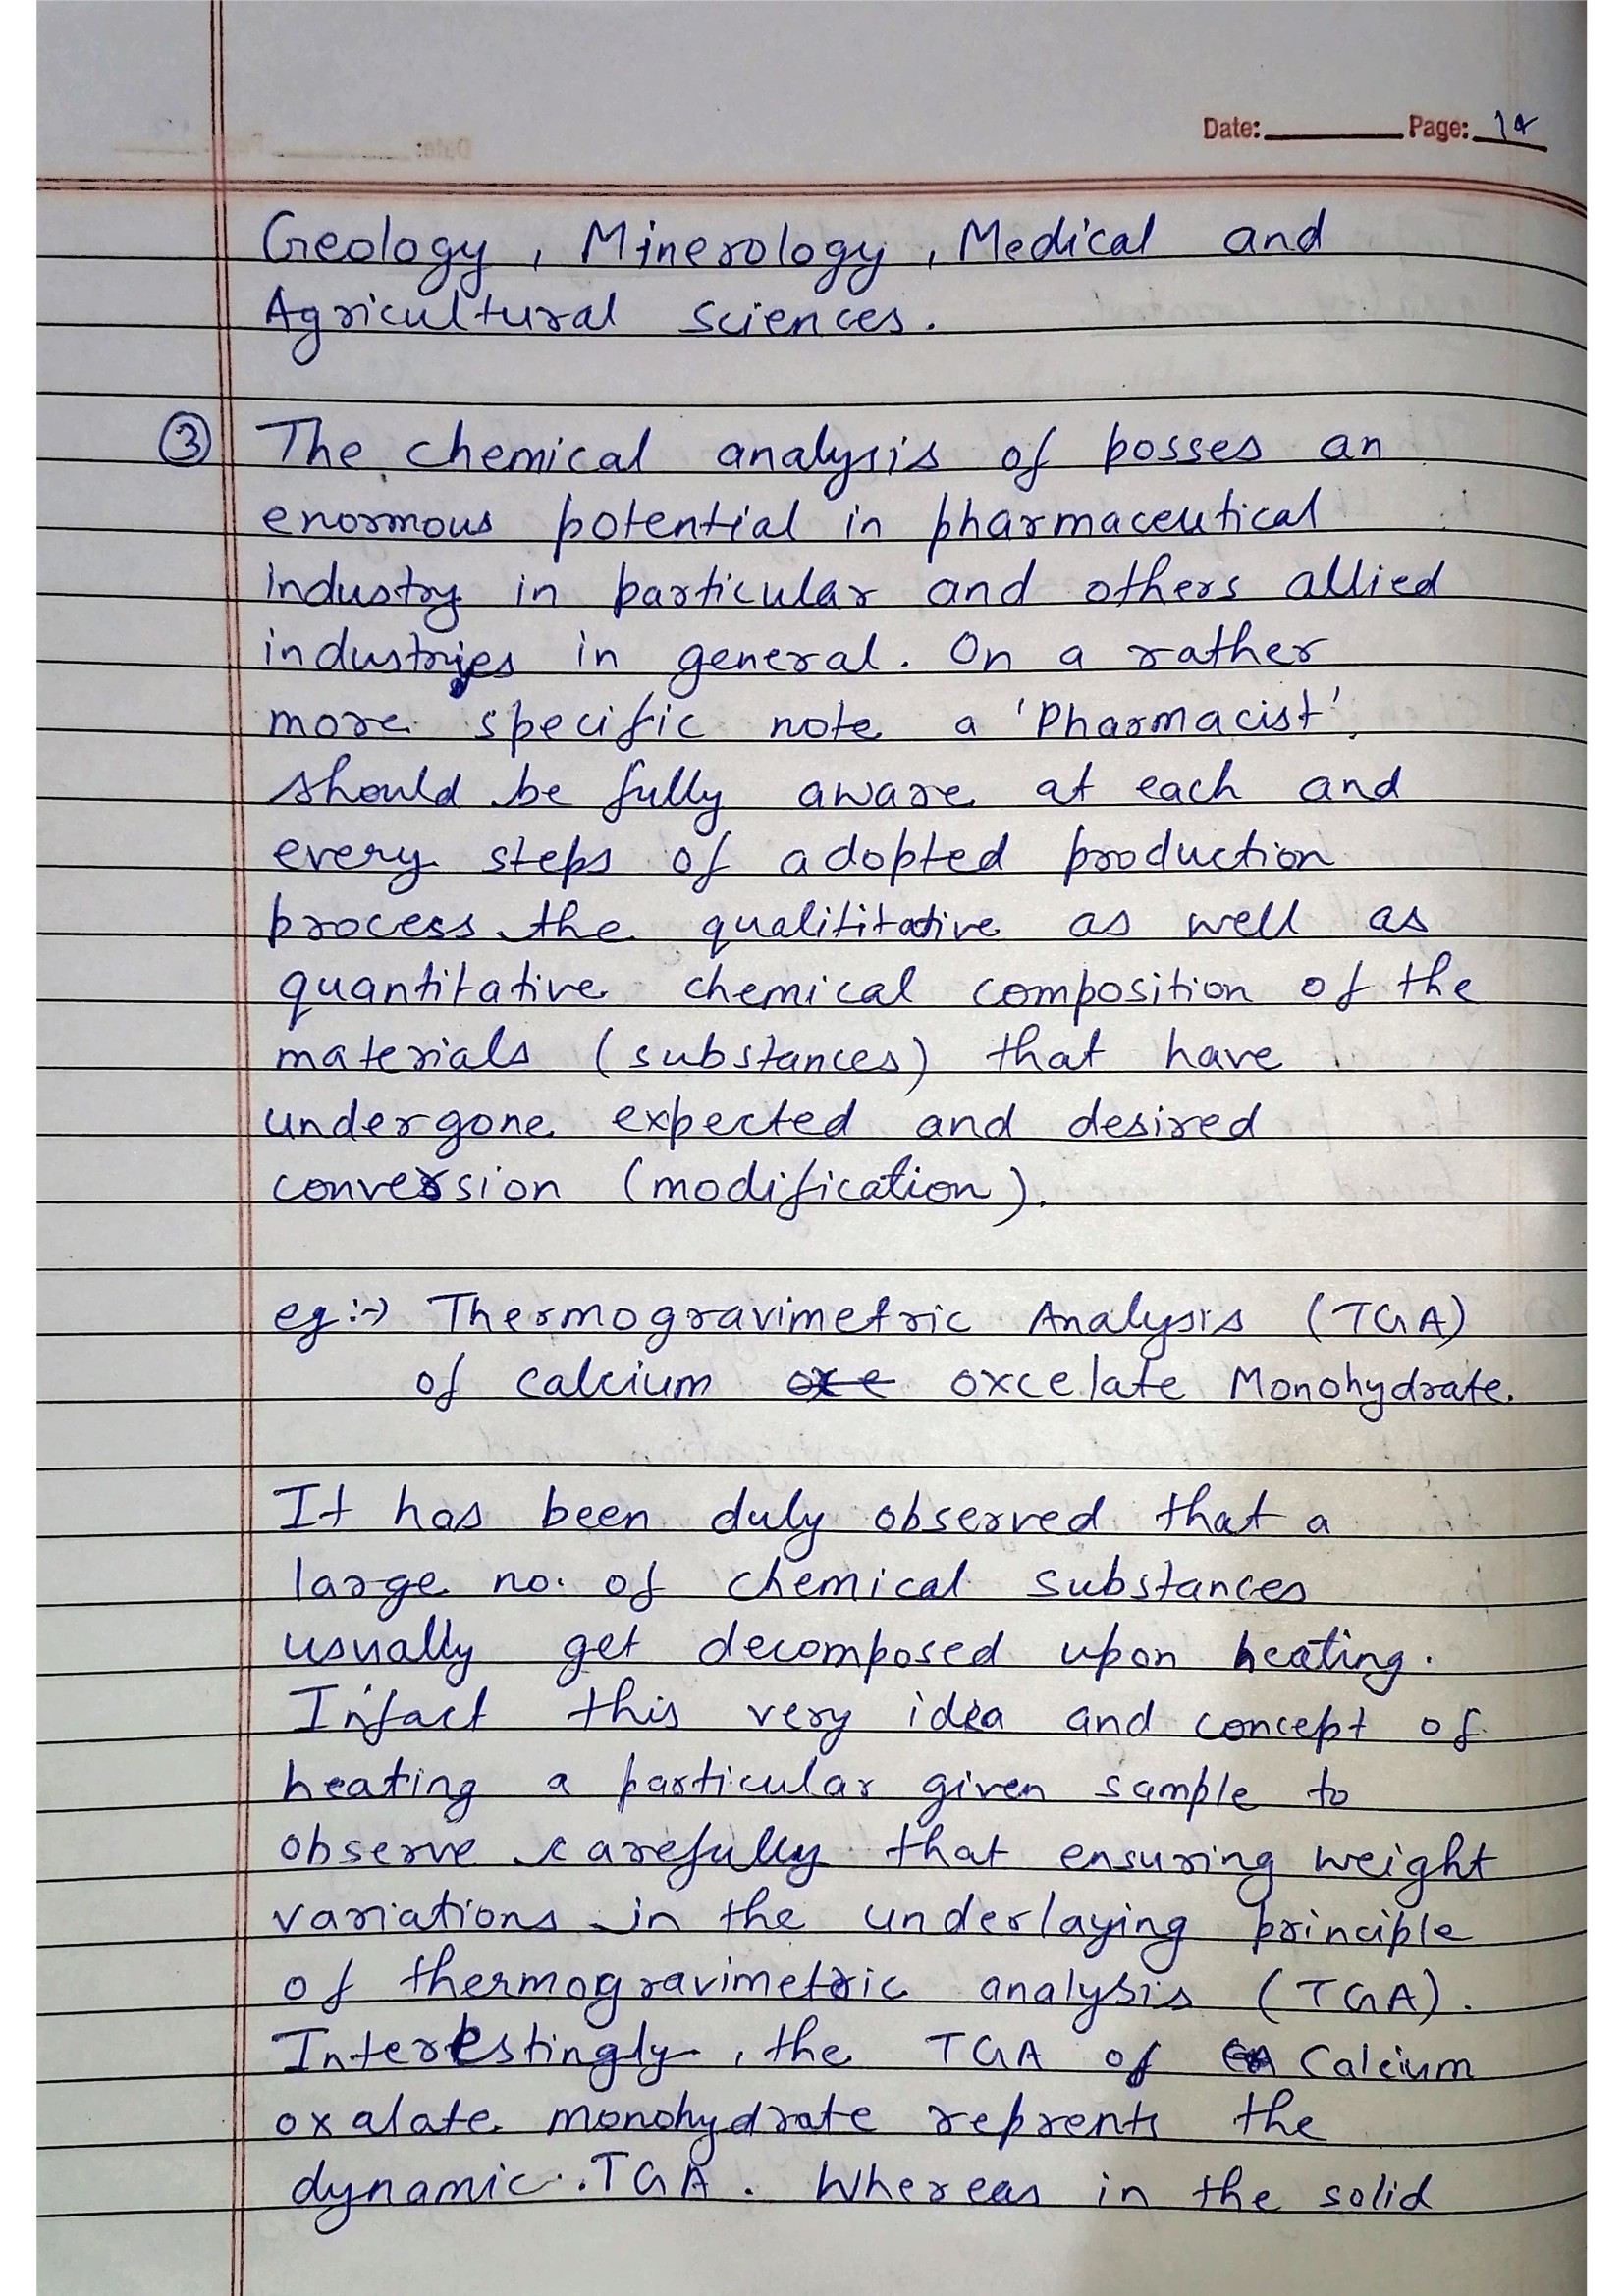 Date: Page: 14
Geology, Minerology, Medical and
Agricultural sciences.
③ The chemical analysis of posses an
enormous potential in pharmaceutical
industry in particular and others allied
industries in general. On a rather
more specific note a 'Pharmacist'
should be fully aware at each and
every steps of adopted production
process the qualititative as well as
quantitative chemical composition of the
materials (substances) that have
undergone expected and desired
conversion (modification).
eg:→ Thermogravimetric Analysis (TGA)
of calcium oxcelate Monohydrate.
It has been duly observed that a
large no. of chemical substances
usually get decomposed upon heating.
Infact this very idea and concept of
heating a particular given sample to
observe carefully that ensuring weight
variations in the underlaying principle
of thermogravimetric analysis (TGA).
Interestingly, the TGA of Calcium
oxalate monohydrate reprents the
dynamic TGA. Whereas in the solid